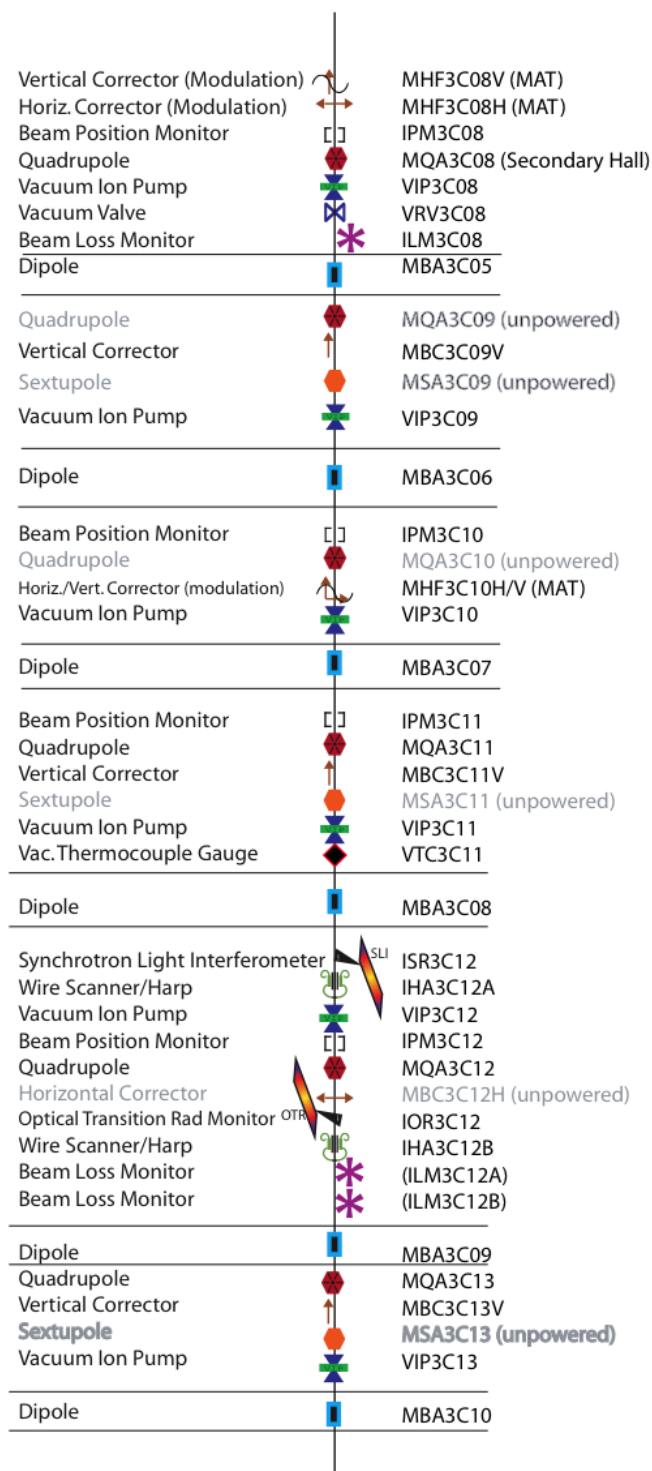 Vertical Corrector (Modulation) MHF3C08V (MAT)
Horiz. Corrector (Modulation) MHF3C08H (MAT)
Beam Position Monitor IPM3C08
Quadrupole MQA3C08 (Secondary Hall)
Vacuum Ion Pump VIP VIP3C08
Vacuum Valve VRV3C08
Beam Loss Monitor ILM3C08
Dipole MBA3C05
Quadrupole MQA3C09 (unpowered)
Vertical Corrector MBC3C09V
Sextupole MSA3C09 (unpowered)
Vacuum Ion Pump VIP VIP3C09
Dipole MBA3C06
Beam Position Monitor IPM3C10
Quadrupole MQA3C10 (unpowered)
Horiz./Vert. Corrector (modulation) MHF3C10H/V (MAT)
Vacuum Ion Pump VIP VIP3C10
Dipole MBA3C07
Beam Position Monitor IPM3C11
Quadrupole MQA3C11
Vertical Corrector MBC3C11V
Sextupole MSA3C11 (unpowered)
Vacuum Ion Pump VIP VIP3C11
Vac. Thermocouple Gauge VTC3C11
Dipole MBA3C08
Synchrotron Light Interferometer SLI ISR3C12
Wire Scanner/Harp IHA3C12A
Vacuum Ion Pump VIP VIP3C12
Beam Position Monitor IPM3C12
Quadrupole MQA3C12
Horizontal Corrector MBC3C12H (unpowered)
Optical Transition Rad Monitor OTR IOR3C12
Wire Scanner/Harp IHA3C12B
Beam Loss Monitor (ILM3C12A)
Beam Loss Monitor (ILM3C12B)
Dipole MBA3C09
Quadrupole MQA3C13
Vertical Corrector MBC3C13V
Sextupole MSA3C13 (unpowered)
Vacuum Ion Pump VIP VIP3C13
Dipole MBA3C10